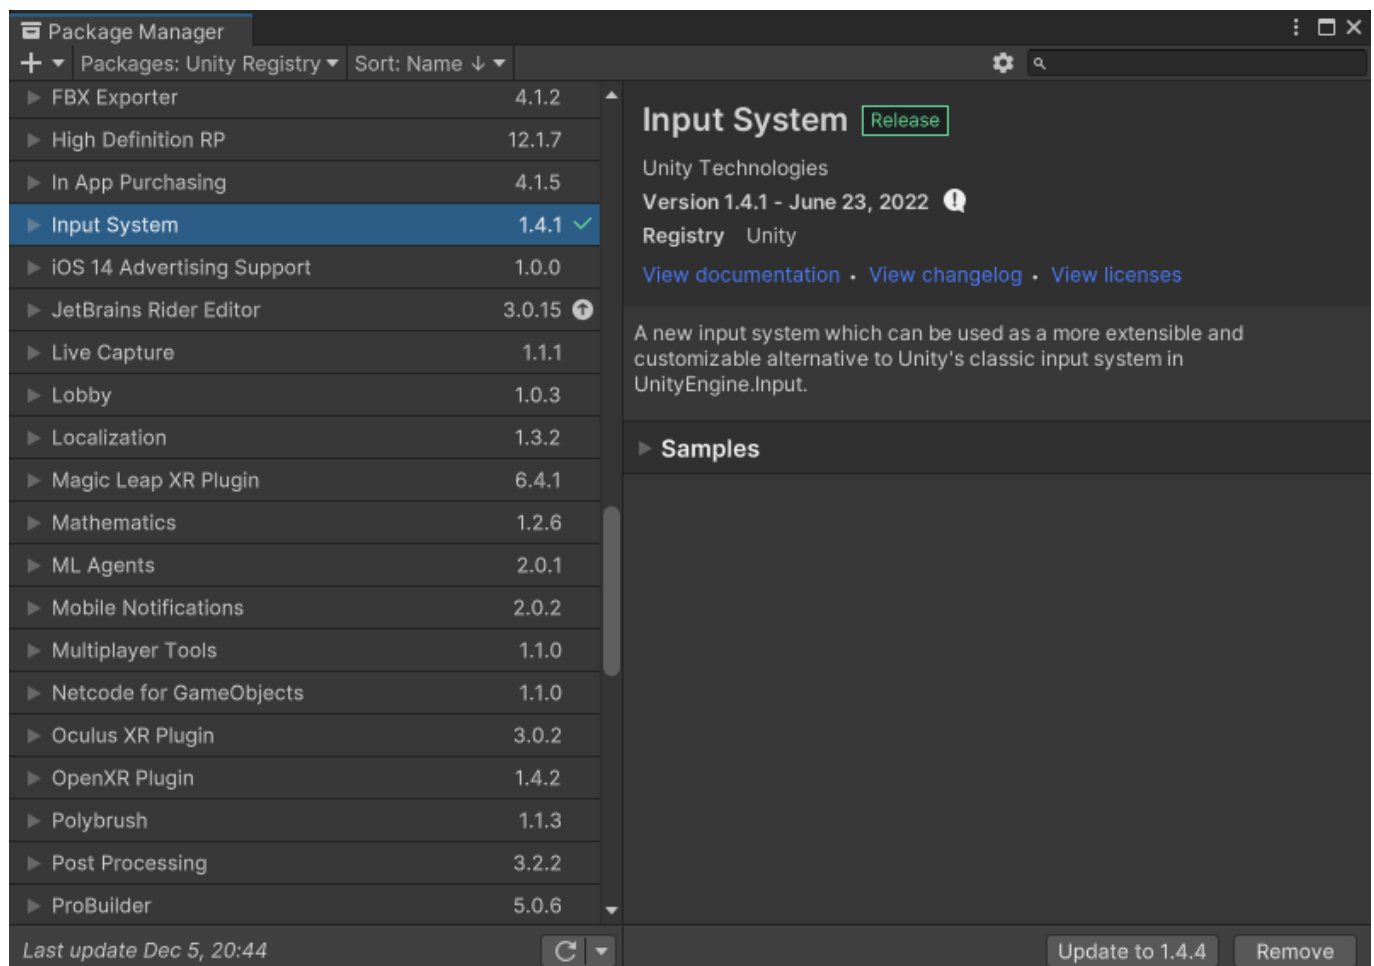 Package Manager
Packages: Unity Registry Sort: Name ↓
FBX Exporter 4.1.2
High Definition RP 12.1.7
In App Purchasing 4.1.5
Input System 1.4.1
iOS 14 Advertising Support 1.0.0
JetBrains Rider Editor 3.0.15
Live Capture 1.1.1
Lobby 1.0.3
Localization 1.3.2
Magic Leap XR Plugin 6.4.1
Mathematics 1.2.6
ML Agents 2.0.1
Mobile Notifications 2.0.2
Multiplayer Tools 1.1.0
Netcode for GameObjects 1.1.0
Oculus XR Plugin 3.0.2
OpenXR Plugin 1.4.2
Polybrush 1.1.3
Post Processing 3.2.2
ProBuilder 5.0.6
Last update Dec 5, 20:44
Input System Release
Unity Technologies
Version 1.4.1 - June 23, 2022
Registry Unity
View documentation • View changelog • View licenses
A new input system which can be used as a more extensible and
customizable alternative to Unity's classic input system in
UnityEngine.Input.
Samples
Update to 1.4.4 Remove